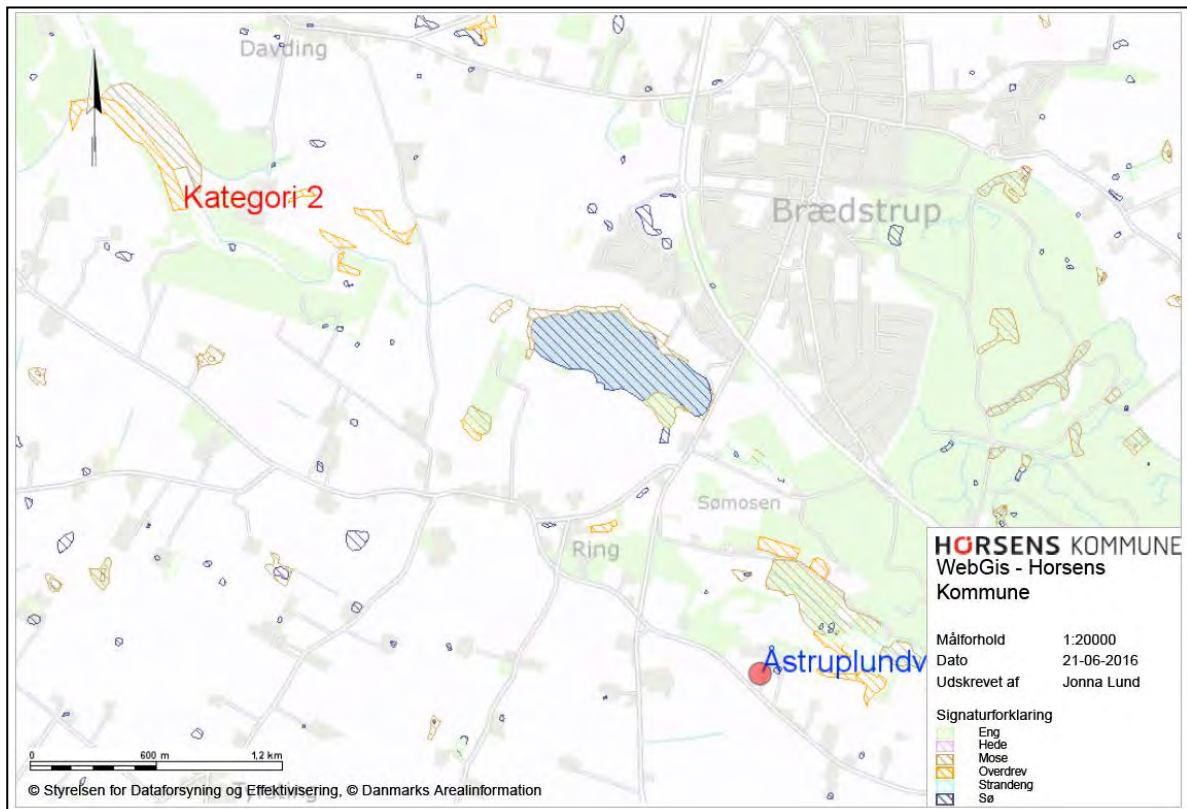 Davding
Kategori 2
Brædstrup
Sømosen
Ring
Åstruplundv
HORSENS KOMMUNE
WebGis - Horsens
Kommune
Målforhold 1:20000
Dato 21-06-2016
Udskrevet af Jonna Lund
Signaturforklaring
Eng
Hede
Mose
Overdrev
Strandeng
Sø
0 600 m 1,2 km
© Styrelsen for Dataforsyning og Effektivisering, © Danmarks Arealinformation